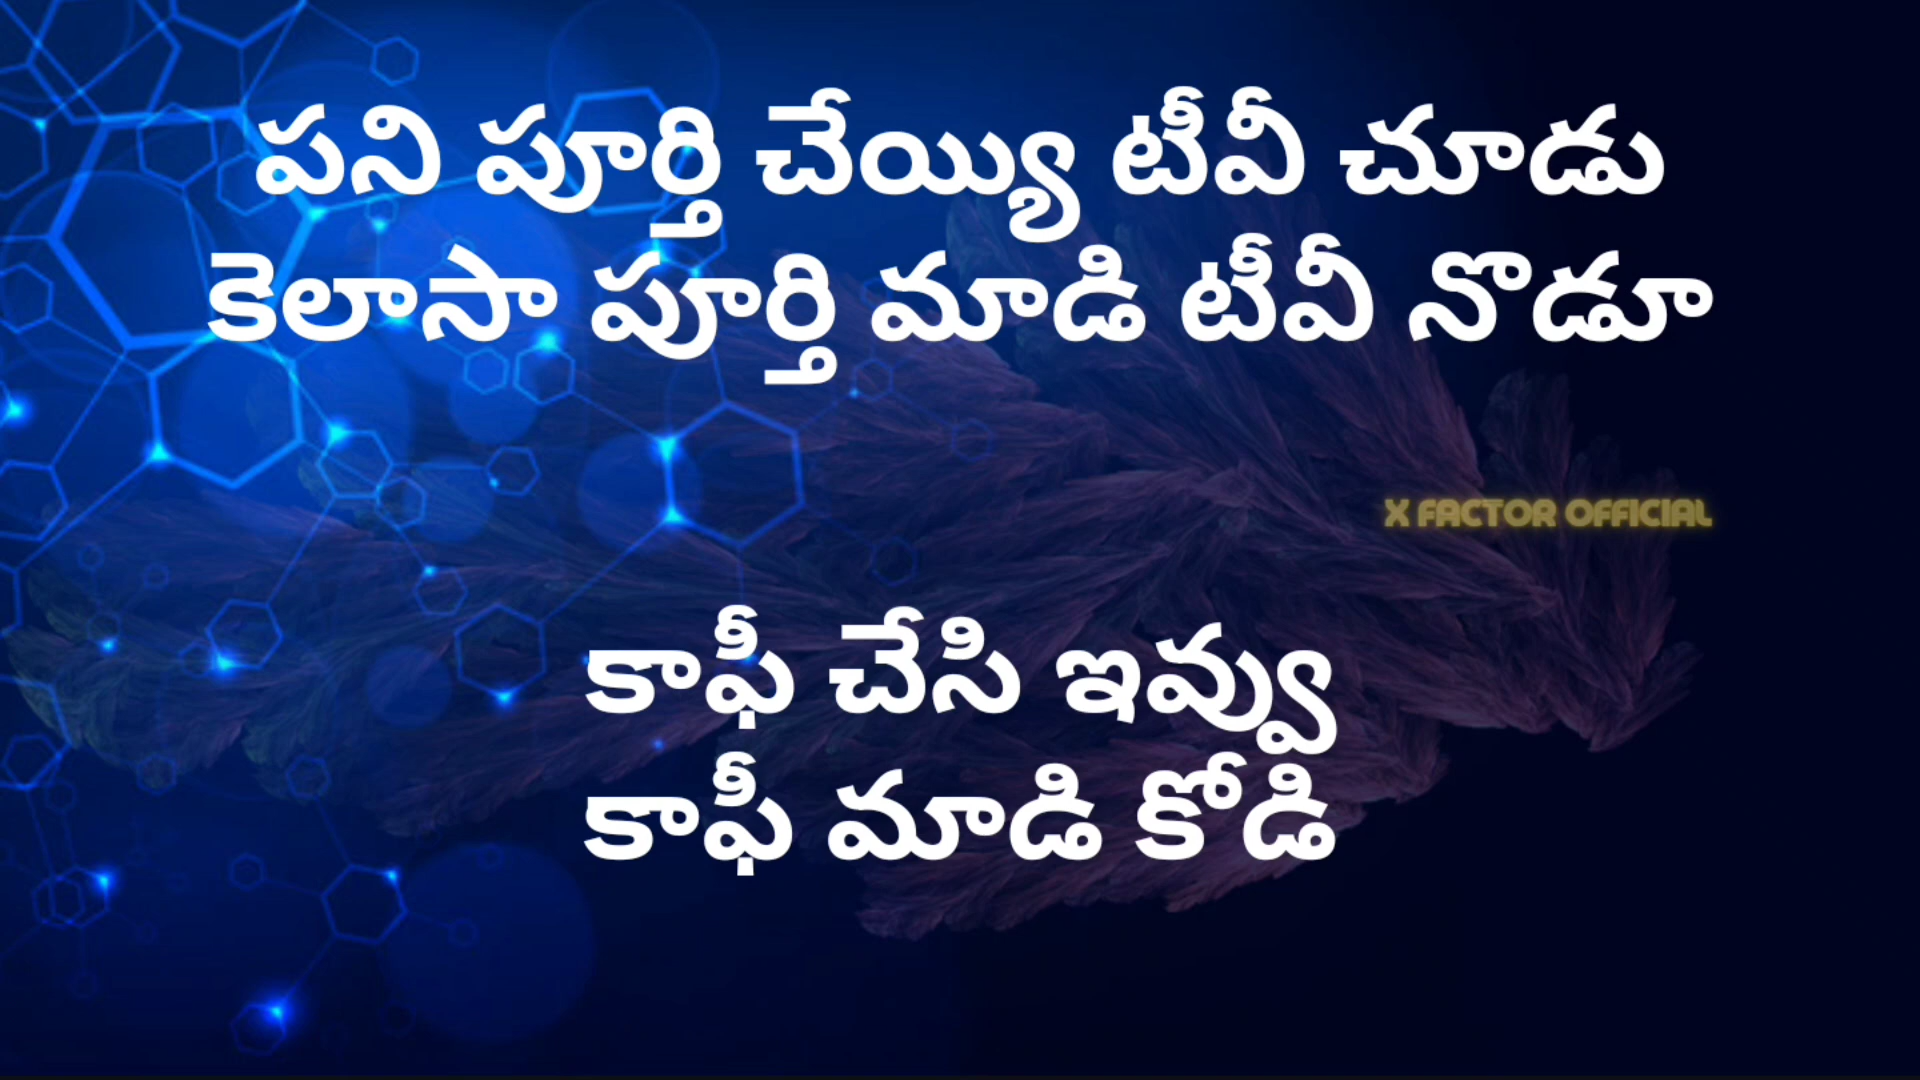 పని పూర్తి చేయ్యి టీవీ చూడు
కెలాసా పూర్తి మాడి టీవీ నొడూ
X FACTOR OFFICIAL
కాఫీ చేసి ఇవ్వు
కాఫీ మాడి కోడి